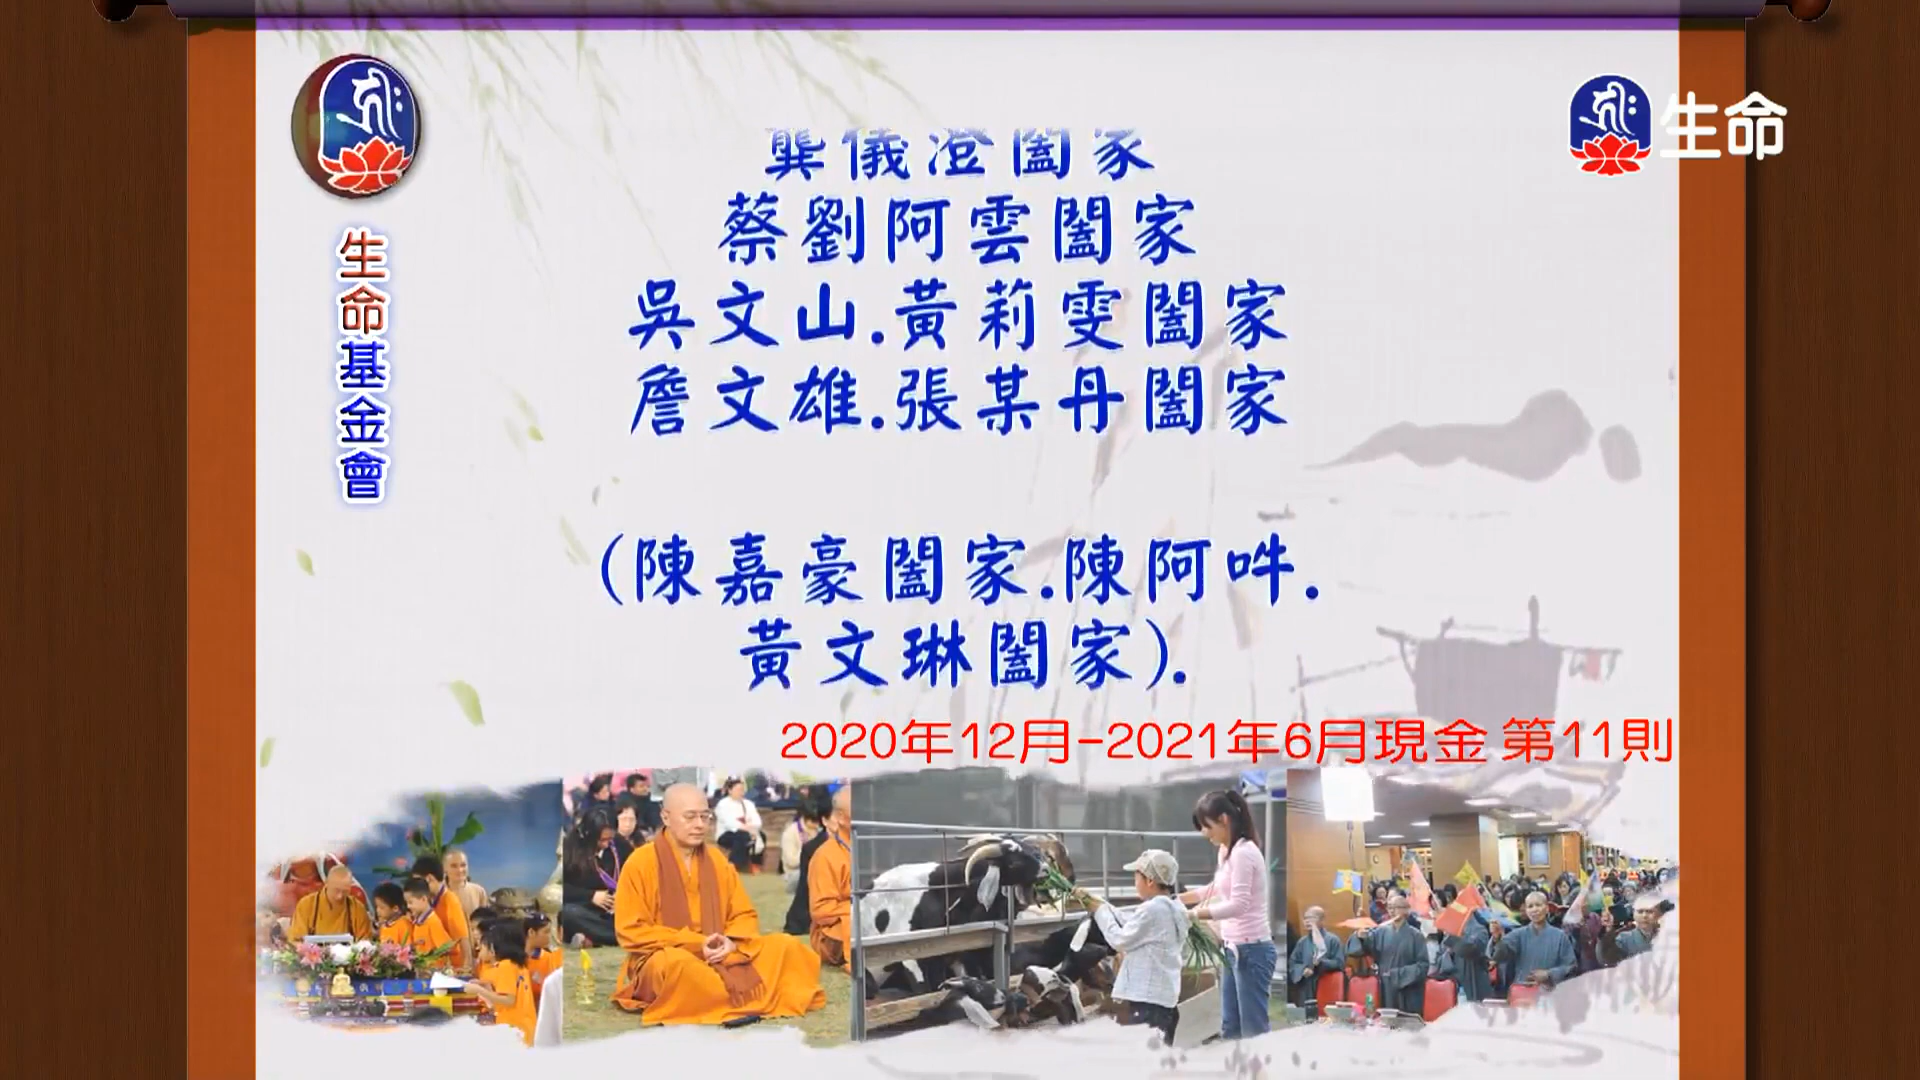 生命
生命基金會
龔儀澄闔家
蔡劉阿雲闔家
吳文山.黃莉雯闔家
詹文雄.張某丹闔家
(陳嘉豪闔家.陳阿吽.
黃文琳闔家).
2020年12月-2021年6月現金 第11則